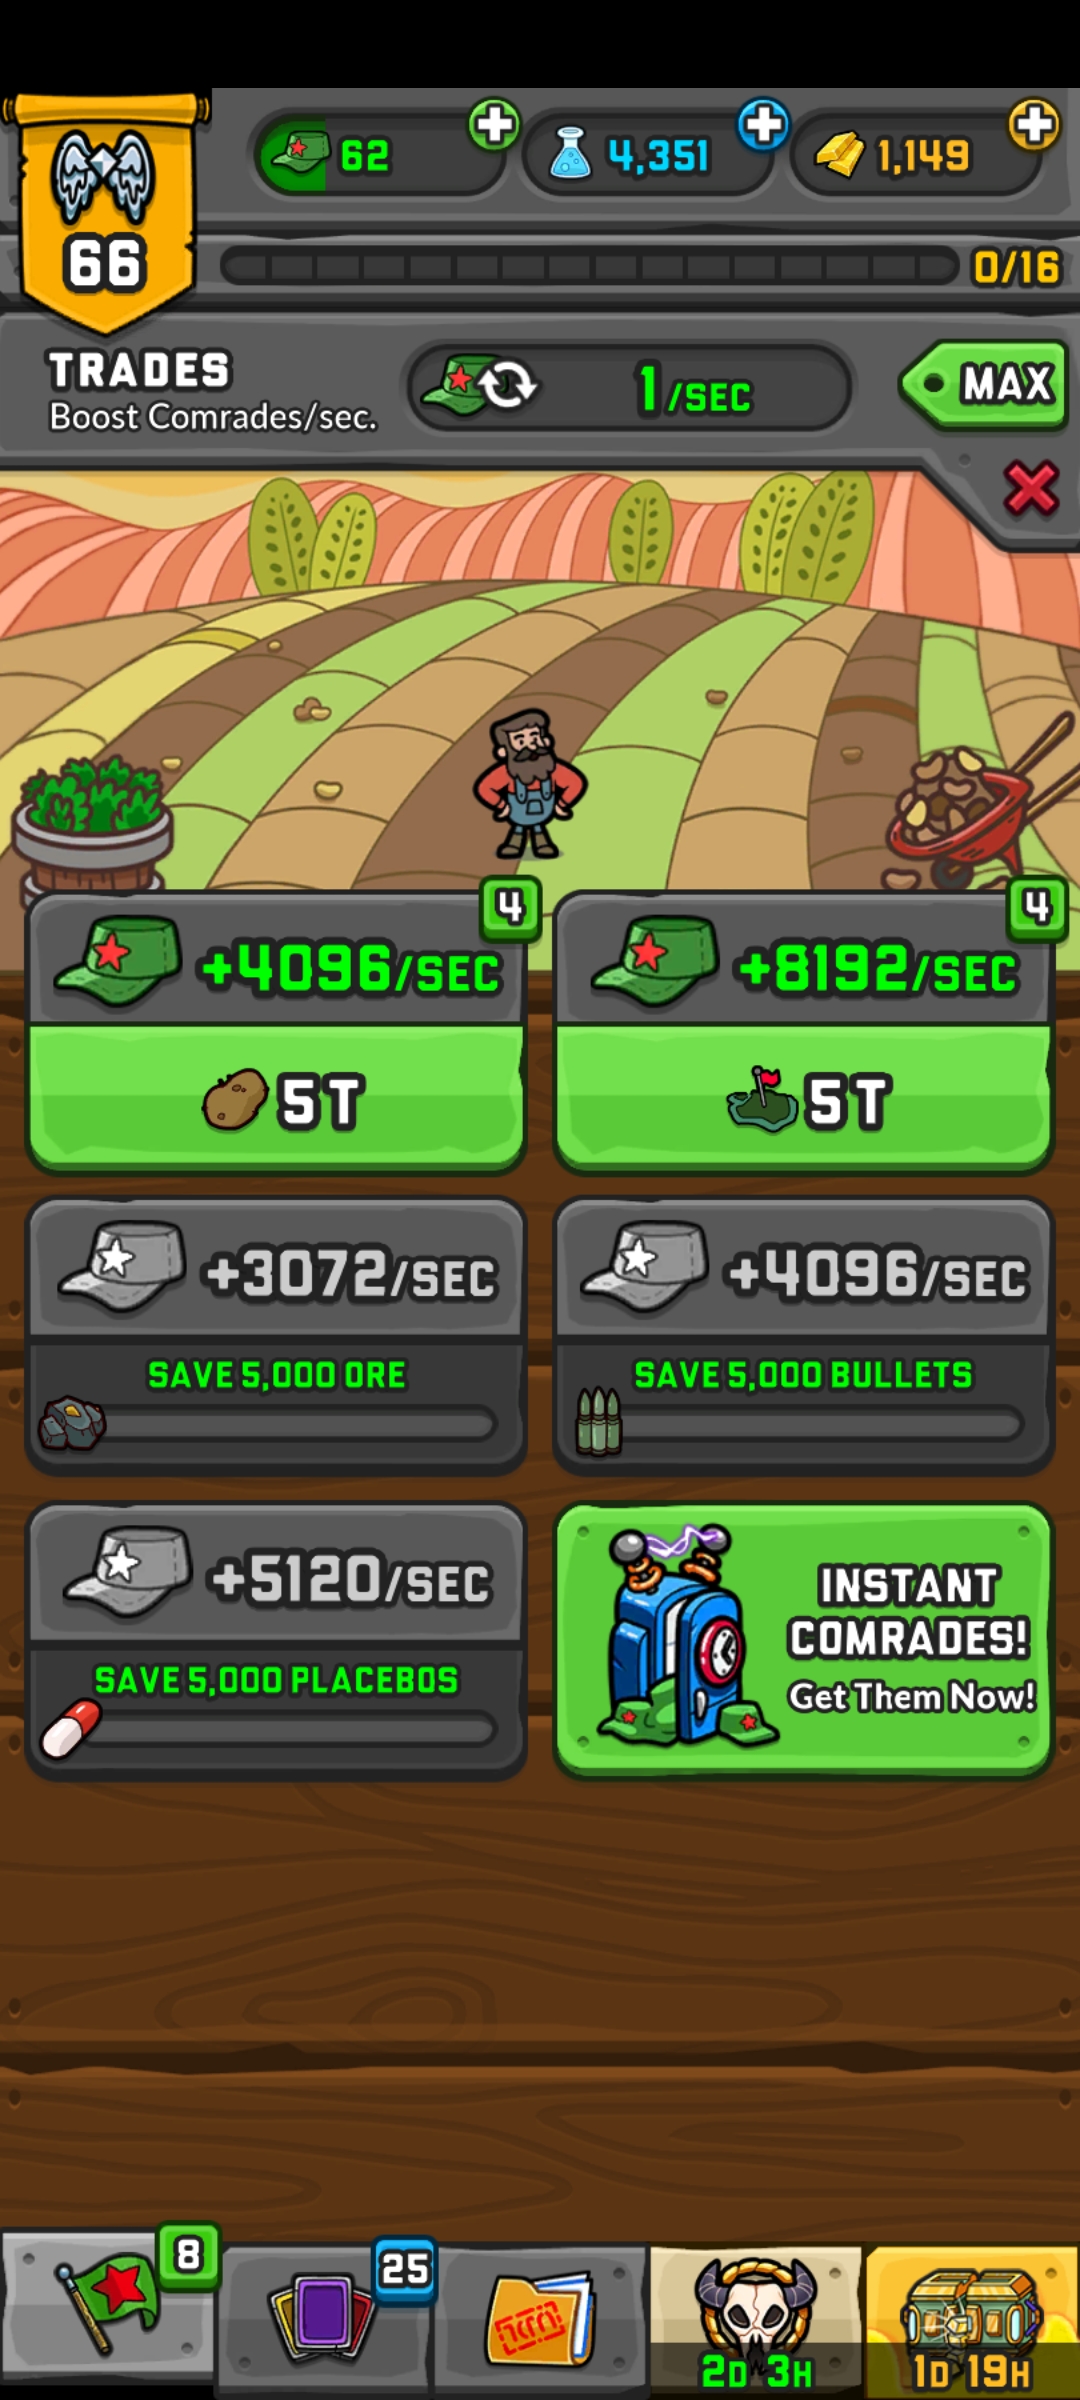 62
4,351
1,149
66
0/16
TRADES
Boost Comrades/sec.
1/SEC
MAX
4
4
+4096/SEC
+8192/SEC
5T
5T
+3072/SEC
+4096/SEC
SAVE 5,000 ORE
SAVE 5,000 BULLETS
+5120/SEC
SAVE 5,000 PLACEBOS
INSTANT
COMRADES!
Get Them Now!
8
25
2D 3H
1D 19H